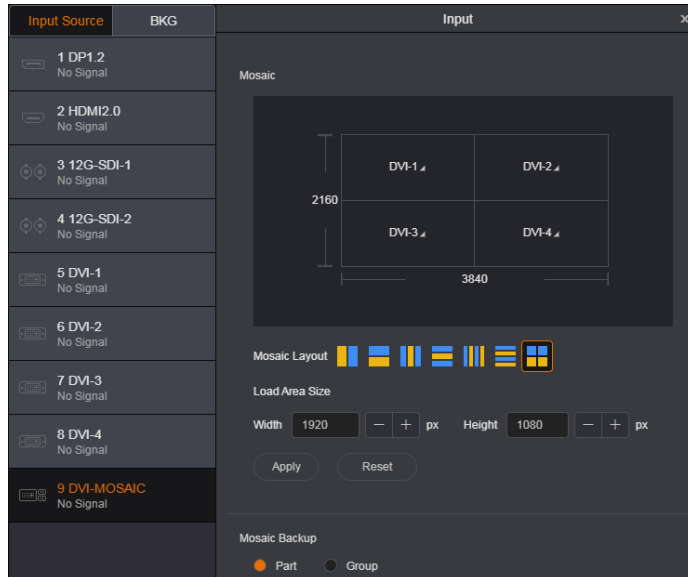 Input Source
BKG
Input
x
1 DP1.2
No Signal
2 HDMI2.0
No Signal
3 12G-SDI-1
No Signal
4 12G-SDI-2
No Signal
5 DVI-1
No Signal
6 DVI-2
No Signal
7 DVI-3
No Signal
8 DVI-4
No Signal
9 DVI-MOSAIC
No Signal
Mosaic
DVI-1
DVI-2
2160
DVI-3
DVI-4
3840
Mosaic Layout
Load Area Size
Width 1920 − + px Height 1080 − + px
Apply
Reset
Mosaic Backup
Part
Group